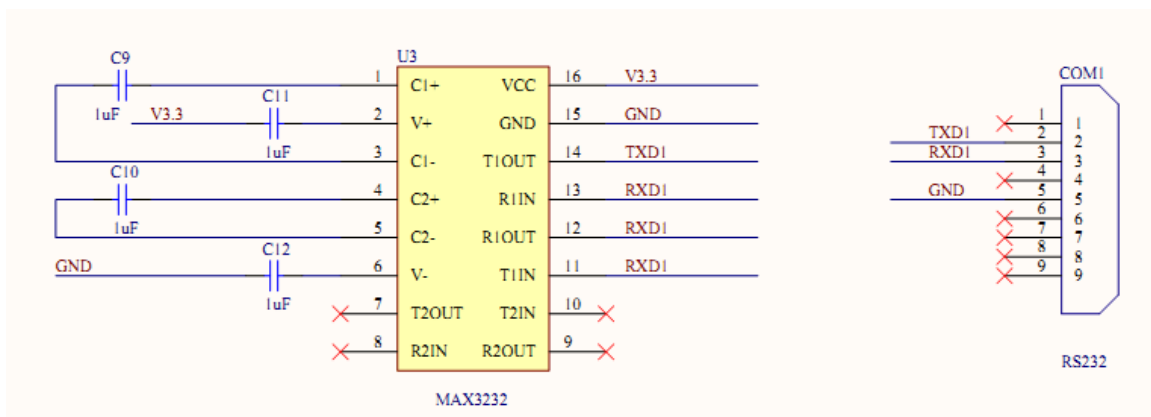 C9
1uF
V3.3
C11
1uF
C10
1uF
GND
C12
1uF
U3
1 C1+ VCC 16 V3.3
2 V+ GND 15 GND
3 C1- T1OUT 14 TXD1
4 C2+ R1IN 13 RXD1
5 C2- R1OUT 12 RXD1
6 V- T1IN 11 RXD1
7 T2OUT T2IN 10
8 R2IN R2OUT 9
MAX3232
COM1
1 1
TXD1 2 2
RXD1 3 3
4 4
GND 5 5
6 6
7 7
8 8
9 9
RS232